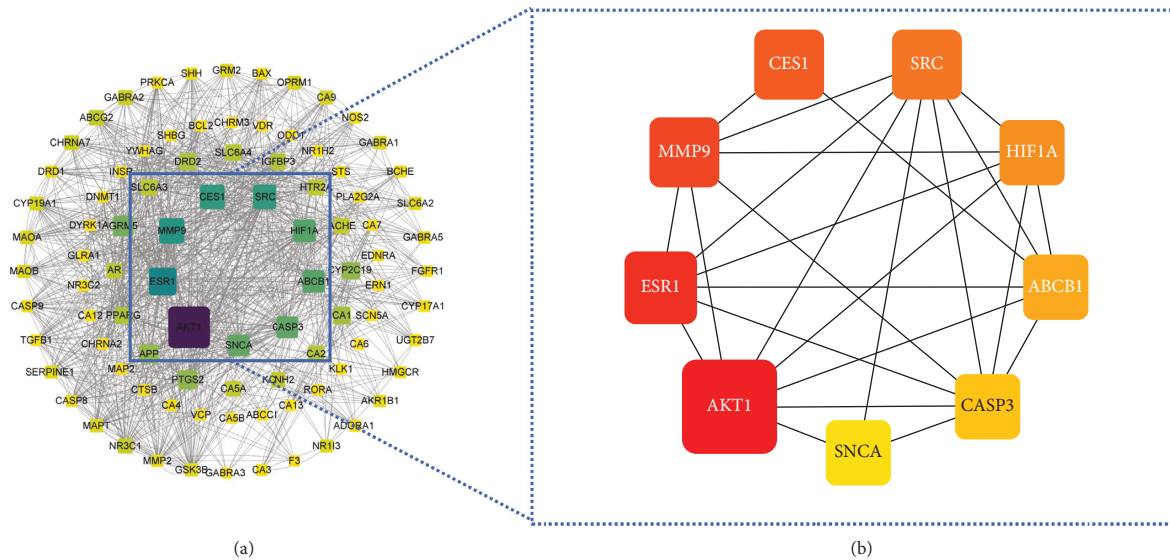 SHH
GRM2
BAX
PRKCA
OPRM1
GABRA2
CA9
ABCG2
SHBG
BCL2
CHRM3
VDR
ODC1
NOS2
CHRNA7
YWHAG
DRD2
SLC6A4
IGFBP3
NR1H2
GABRA1
DRD1
INSR
SLC6A3
HTR2A
STS
BCHE
CYP19A1
DNMT1
CES1
SRC
PLA2G2A
SLC6A2
MAOA
DYRK1A
GRM5
MMP9
HIF1A
ACHE
CA7
GABRA5
MAOB
GLRA1
AR
ESR1
ABCB1
CYP2C19
EDNRA
ERN1
FGFR1
CASP9
NR3C2
CA12
PPARG
AKT1
CASP3
CA1
SCN5A
CYP17A1
TGFB1
CHRNA2
APP
SNCA
CA2
CA6
UGT2B7
SERPINE1
MAP2
PTGS2
CA5A
KCNH2
KLK1
HMGCR
CASP8
CTSB
CA4
VCP
CA5B
ABCC1
CA13
RORA
AKR1B1
MAPT
ADORA1
NR3C1
MMP2
GSK3B
GABRA3
CA3
F3
NR1I3
(a)
CES1
SRC
MMP9
HIF1A
ESR1
ABCB1
AKT1
CASP3
SNCA
(b)